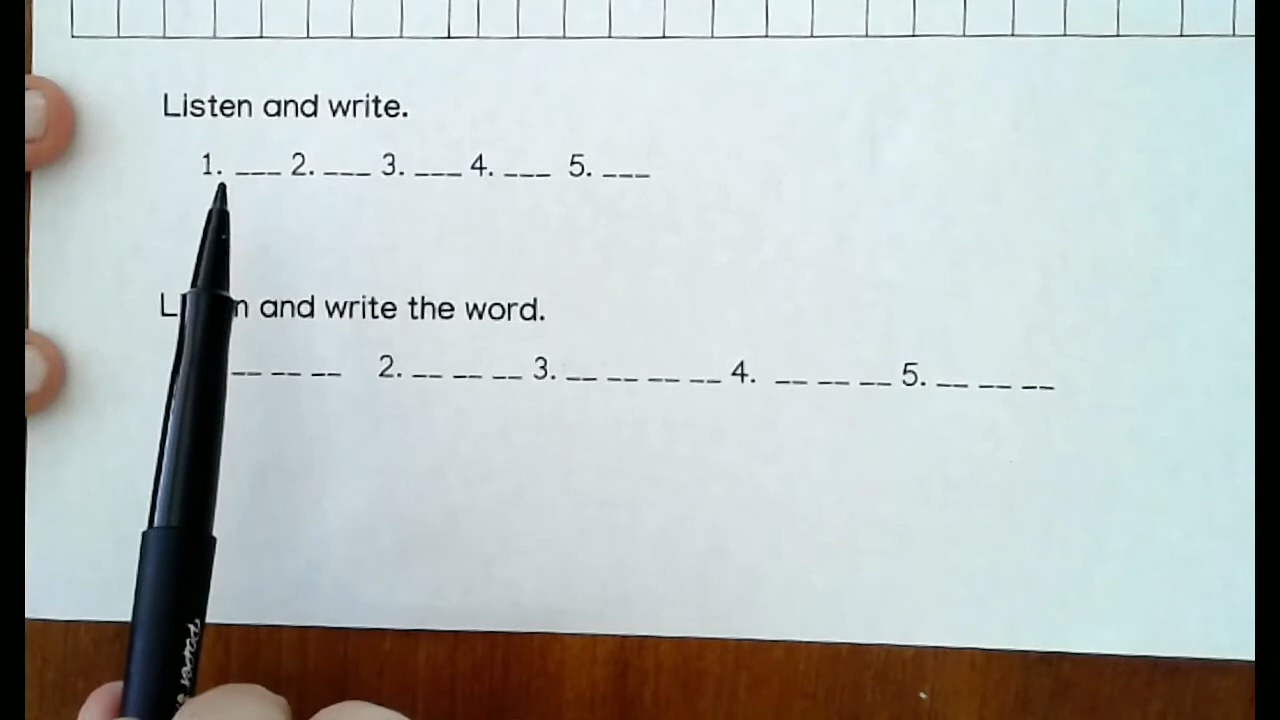 Listen and write.
1. ___ 2. ___ 3. ___ 4. ___ 5. ___
and write the word.
__ __ __ 2. __ __ __ 3. __ __ __ __ 4. __ __ __ 5. __ __ __
Paper